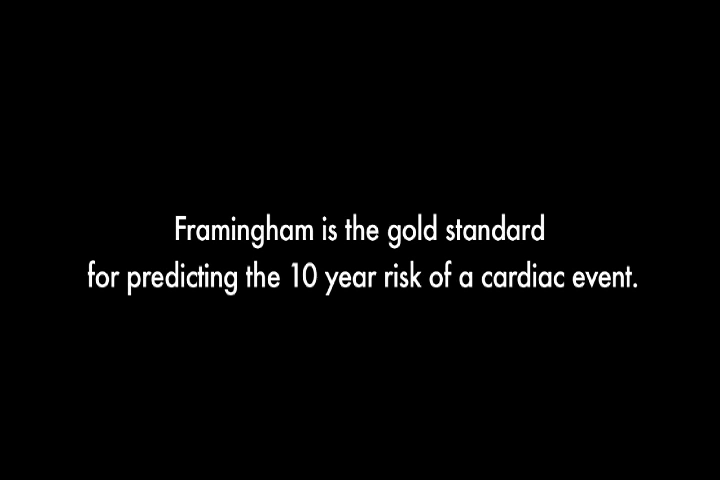 Framingham is the gold standard
for predicting the 10 year risk of a cardiac event.